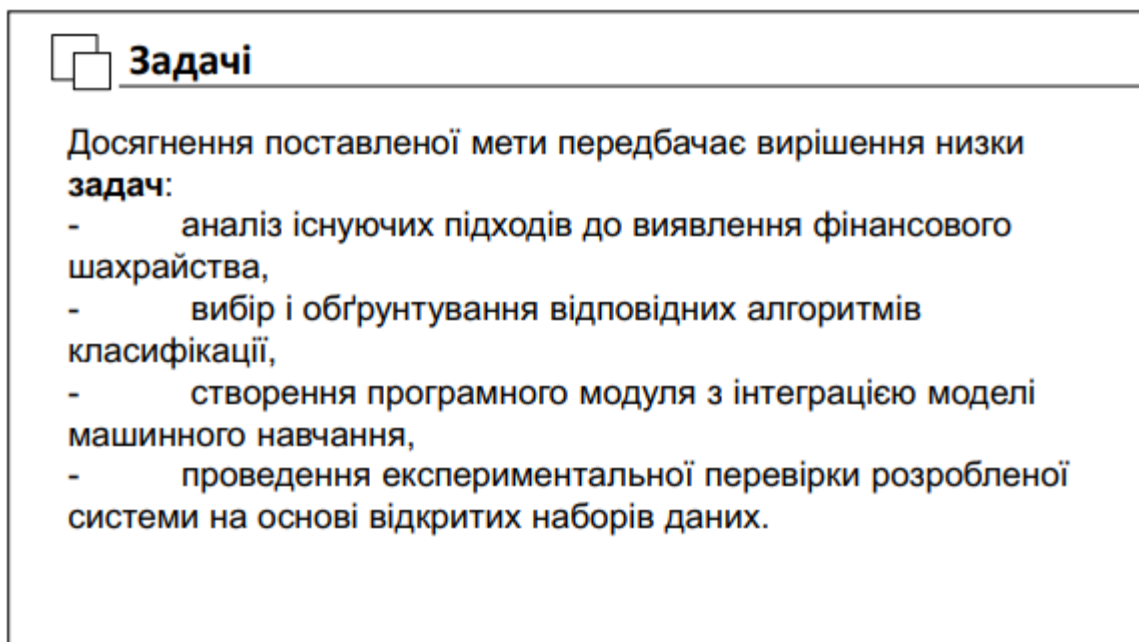 Задачі
Досягнення поставленої мети передбачає вирішення низки
задач:
- аналіз існуючих підходів до виявлення фінансового
шахрайства,
- вибір і обґрунтування відповідних алгоритмів
класифікації,
- створення програмного модуля з інтеграцією моделі
машинного навчання,
- проведення експериментальної перевірки розробленої
системи на основі відкритих наборів даних.